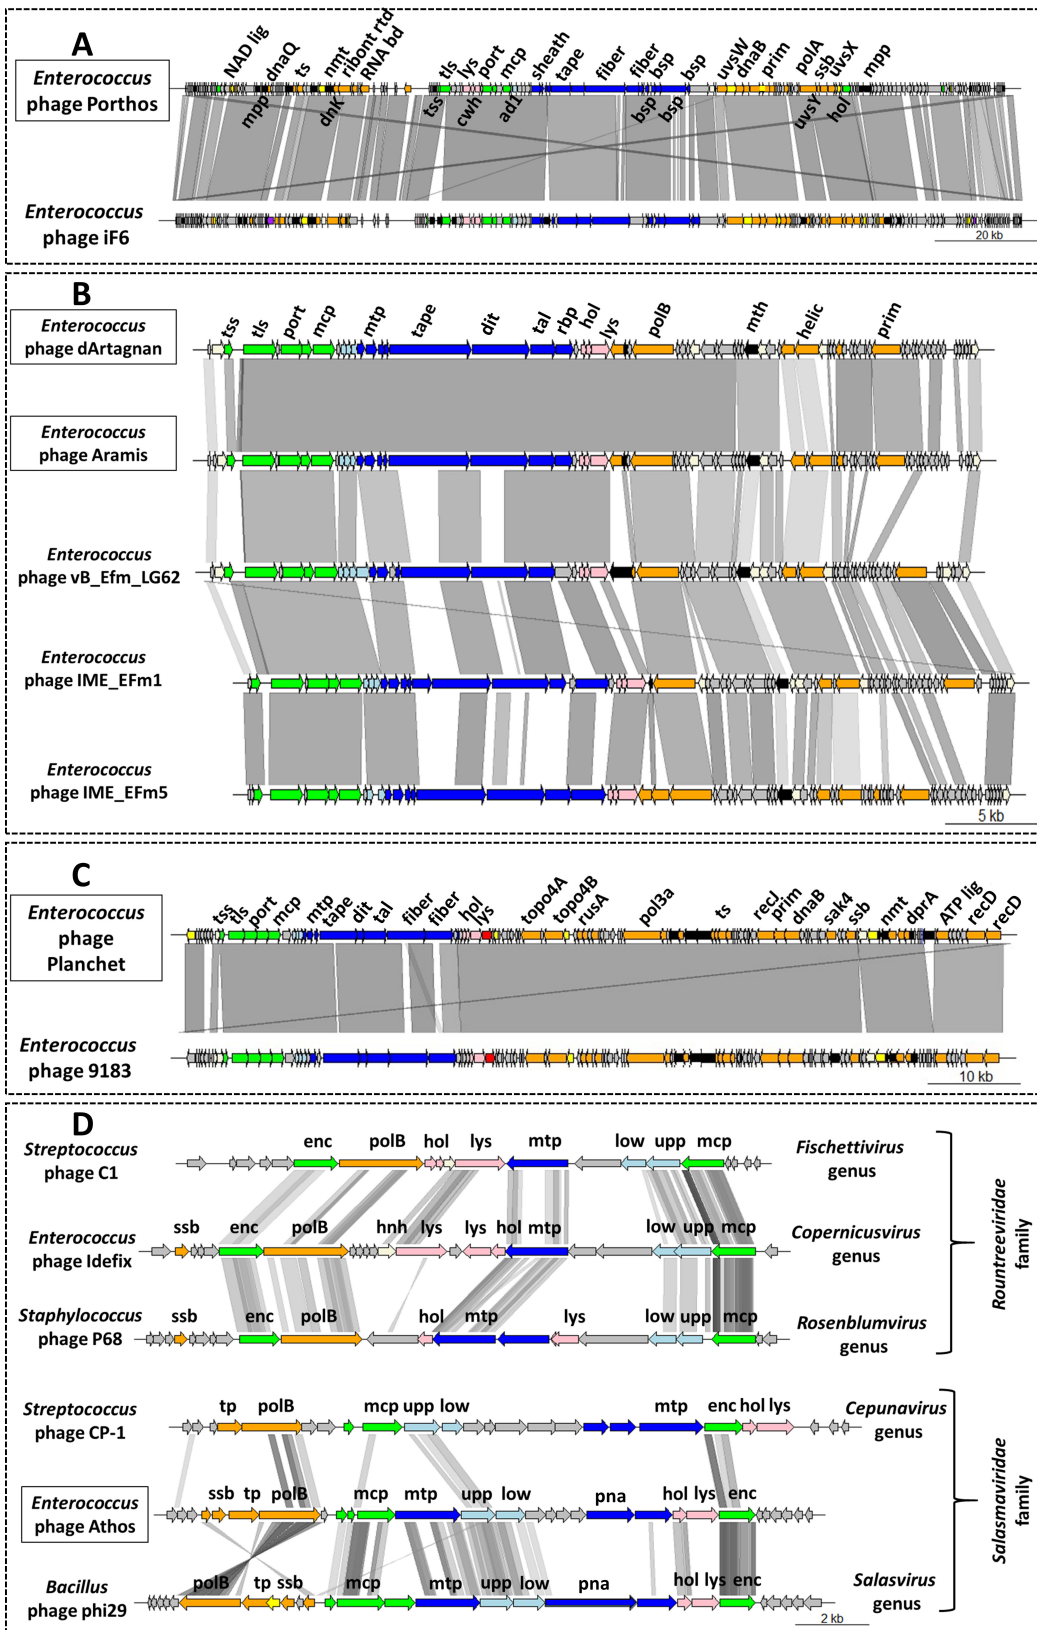 A
NAD lig dnaQ ts nmt ribont rtd RNA bd tls lys port mcp sheath tape fiber fiber bsp bsp uvsW dnaB prim polA ssb uvsX mpp
Enterococcus
phage Porthos
mpp dnK tss cwh ad1 bsp bsp uvsY hol
Enterococcus
phage iF6
20 kb
B
tss tls port mcp mtp tape dit tal rbp hol lys polB mth helic prim
Enterococcus
phage dArtagnan
Enterococcus
phage Aramis
Enterococcus
phage vB_Efm_LG62
Enterococcus
phage IME_EFm1
Enterococcus
phage IME_EFm5
5 kb
C
tss tls port mcp mtp tape dit tal fiber fiber hol lys topo4A topo4B rusA pol3a ts recJ prim dnaB sak4 ssb nmt dprA ATP lig recD recD
Enterococcus
phage
Planchet
Enterococcus
phage 9183
10 kb
D
enc polB hol lys mtp low upp mcp
Streptococcus
phage C1
Fischettivirus
genus
ssb enc polB hnh lys lys hol mtp low upp mcp
Enterococcus
phage Idefix
Copernicusvirus
genus
Rountreeviridae
family
ssb enc polB hol mtp lys low upp mcp
Staphylococcus
phage P68
Rosenblumvirus
genus
tp polB mcp upp low mtp enc hol lys
Streptococcus
phage CP-1
Cepunavirus
genus
ssb tp polB mcp mtp upp low pna hol lys enc
Enterococcus
phage Athos
Salasmaviridae
family
polB tp ssb mcp mtp upp low pna hol lys enc
Bacillus
phage phi29
Salasvirus
genus
2 kb